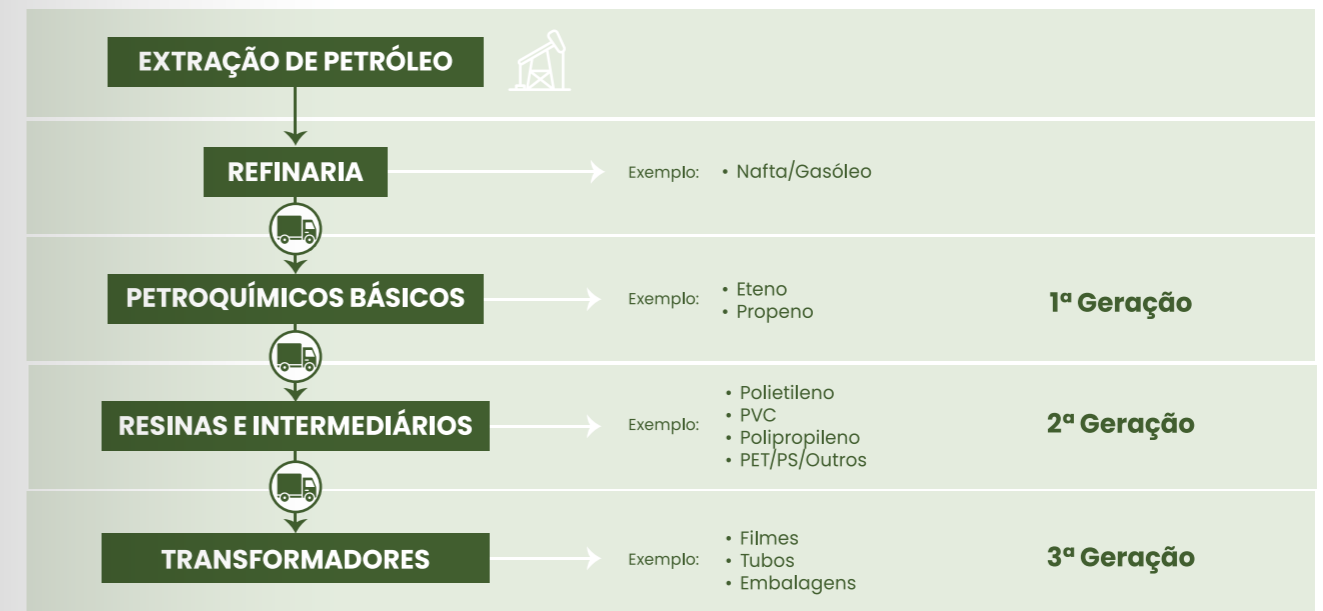 EXTRAÇÃO DE PETRÓLEO
REFINARIA
Exemplo:
• Nafta/Gasóleo
PETROQUÍMICOS BÁSICOS
Exemplo:
• Eteno
• Propeno
1ª Geração
RESINAS E INTERMEDIÁRIOS
Exemplo:
• Polietileno
• PVC
• Polipropileno
• PET/PS/Outros
2ª Geração
TRANSFORMADORES
Exemplo:
• Filmes
• Tubos
• Embalagens
3ª Geração